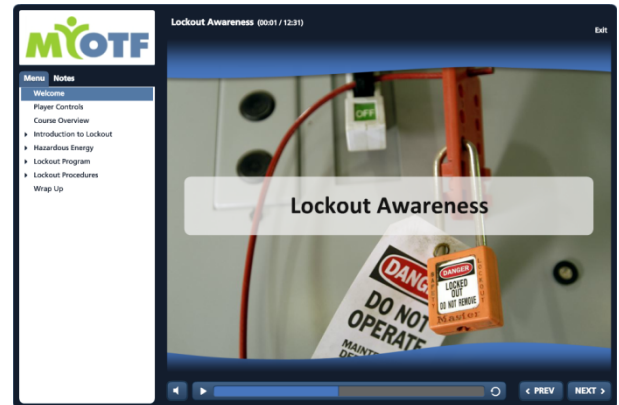 MYOTF
Lockout Awareness (00:01 / 12:31)
Exit
Menu Notes
Welcome
Player Controls
Course Overview
Introduction to Lockout
Hazardous Energy
Lockout Program
Lockout Procedures
Wrap Up
OFF
Lockout Awareness
DANGER
LOCKED
OUT
DO NOT REMOVE
Master
DANG
DO NOT
OPERATE
< PREV
NEXT >